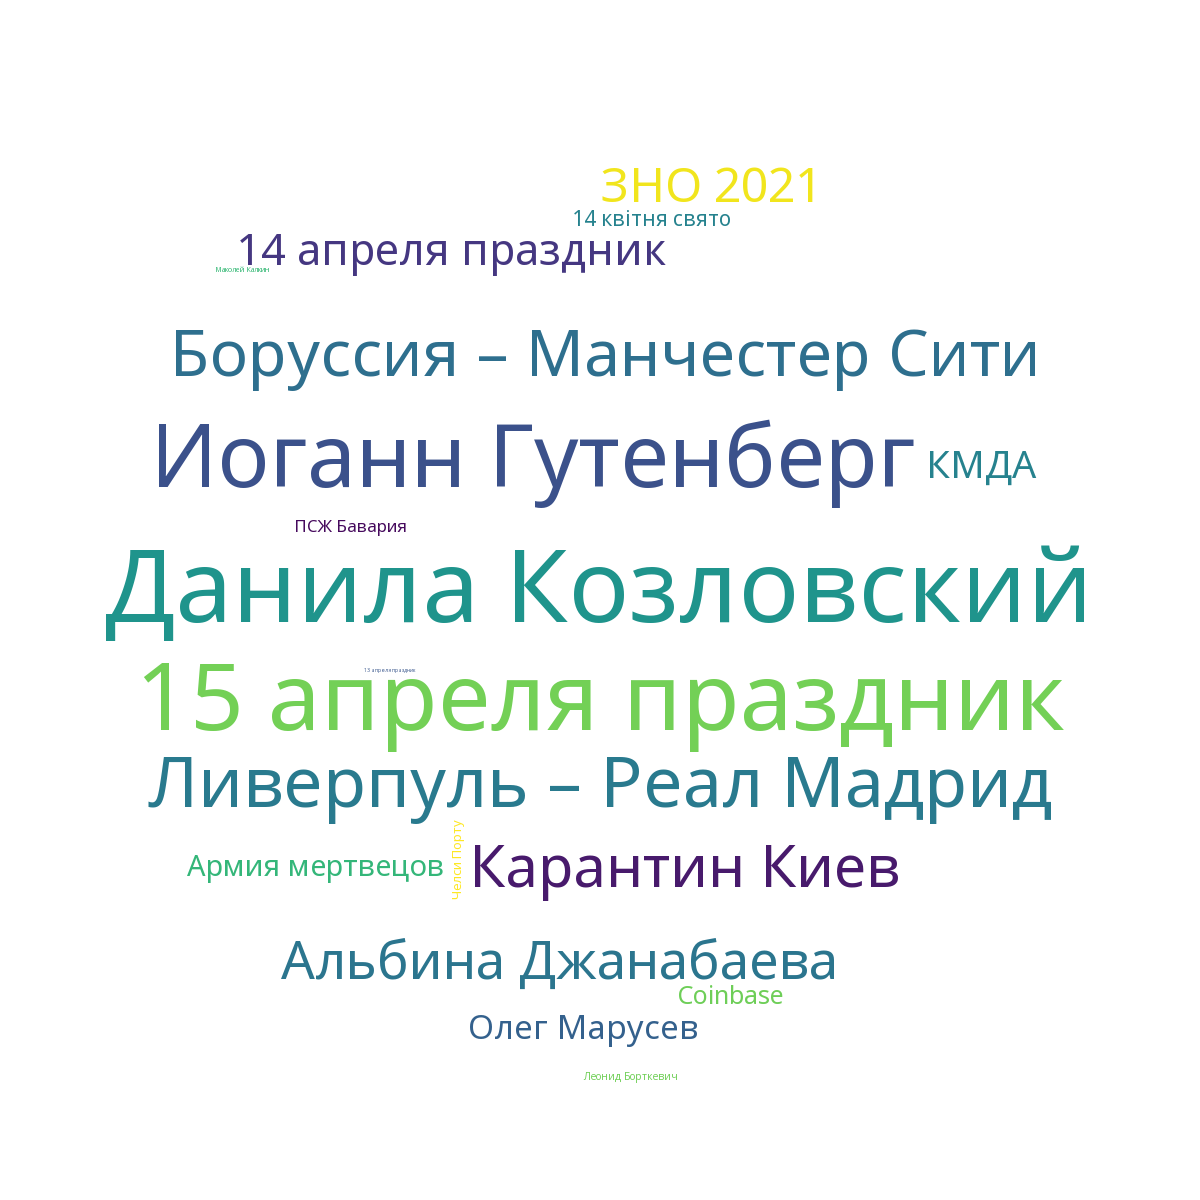 ЗНО 2021
14 квітня свято
14 апреля праздник
Маколей Калкин
Боруссия – Манчестер Сити
Иоганн Гутенберг
КМДА
ПСЖ Бавария
Данила Козловский
13 апреля праздник
15 апреля праздник
Ливерпуль – Реал Мадрид
Челси Порту
Армия мертвецов
Карантин Киев
Альбина Джанабаева
Coinbase
Олег Марусев
Леонид Борткевич